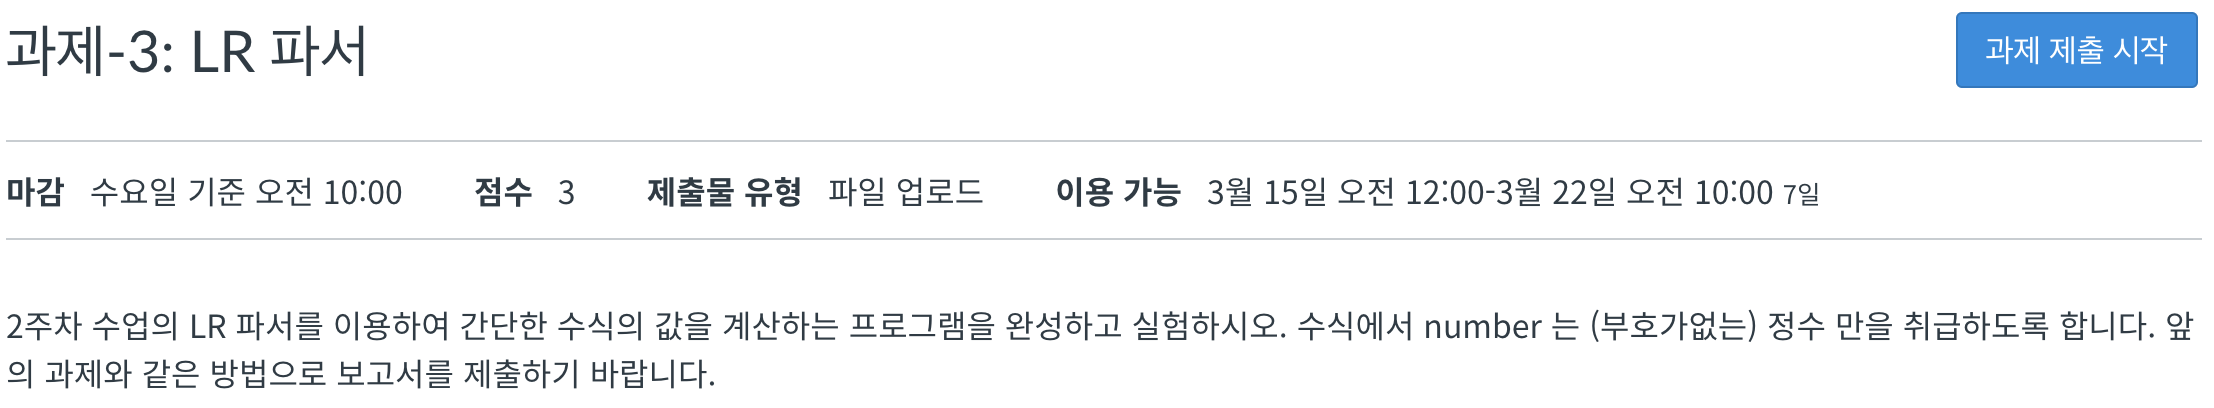 과제-3: LR 파서
과제 제출 시작
마감 수요일 기준 오전 10:00 점수 3 제출물 유형 파일 업로드 이용 가능 3월 15일 오전 12:00-3월 22일 오전 10:00 7일
2주차 수업의 LR 파서를 이용하여 간단한 수식의 값을 계산하는 프로그램을 완성하고 실험하시오. 수식에서 number 는 (부호가없는) 정수 만을 취급하도록 합니다. 앞
의 과제와 같은 방법으로 보고서를 제출하기 바랍니다.